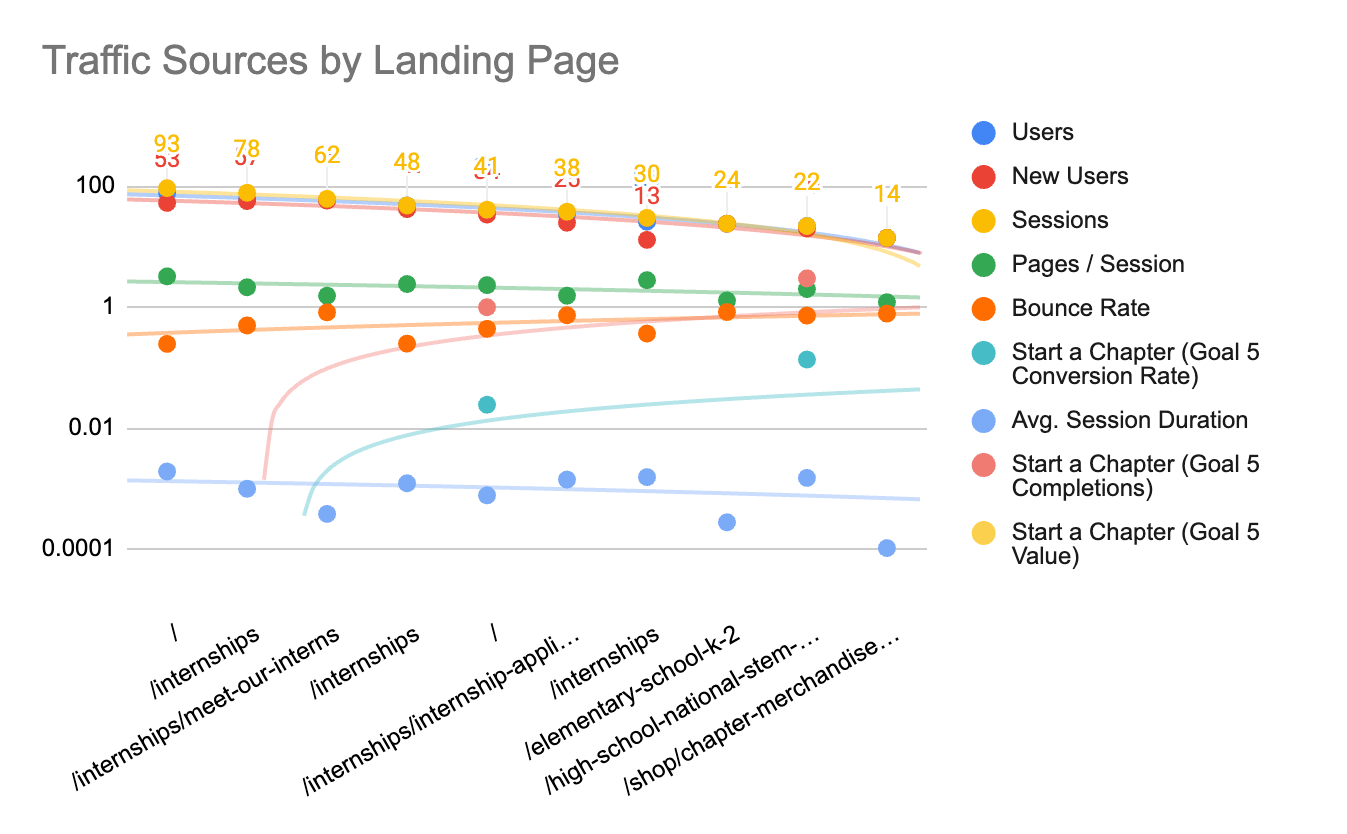 Traffic Sources by Landing Page
93
78
62
48
41
38
30
24
22
14
53
13
100
1
0.01
0.0001
/
/internships
/internships/meet-our-interns
/internships
/
/internships/internship-appli…
/internships
/elementary-school-k-2
/high-school-national-stem-…
/shop/chapter-merchandise…
Users
New Users
Sessions
Pages / Session
Bounce Rate
Start a Chapter (Goal 5
Conversion Rate)
Avg. Session Duration
Start a Chapter (Goal 5
Completions)
Start a Chapter (Goal 5
Value)